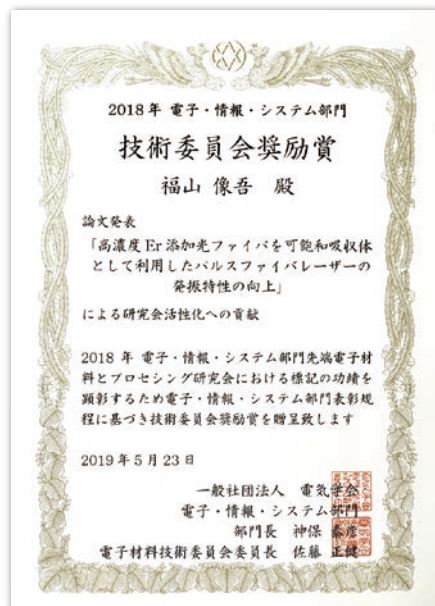 2018年 電子・情報・システム部門
技術委員会奨励賞
福山 像吾 殿
論文発表
「高濃度 Er 添加光ファイバを可飽和吸収体
として利用したパルスファイバレーザーの
発振特性の向上」
による研究会活性化への貢献
2018 年 電子・情報・システム部門先端電子材
料とプロセシング研究会における標記の功績を
顕彰するため電子・情報・システム部門表彰規
程に基づき技術委員会奨励賞を贈呈致します
2019年5月23日
一般社団法人 電気学会
電子・情報・システム部門
部門長 神保 泰彦
電子材料技術委員会委員長 佐藤 正健